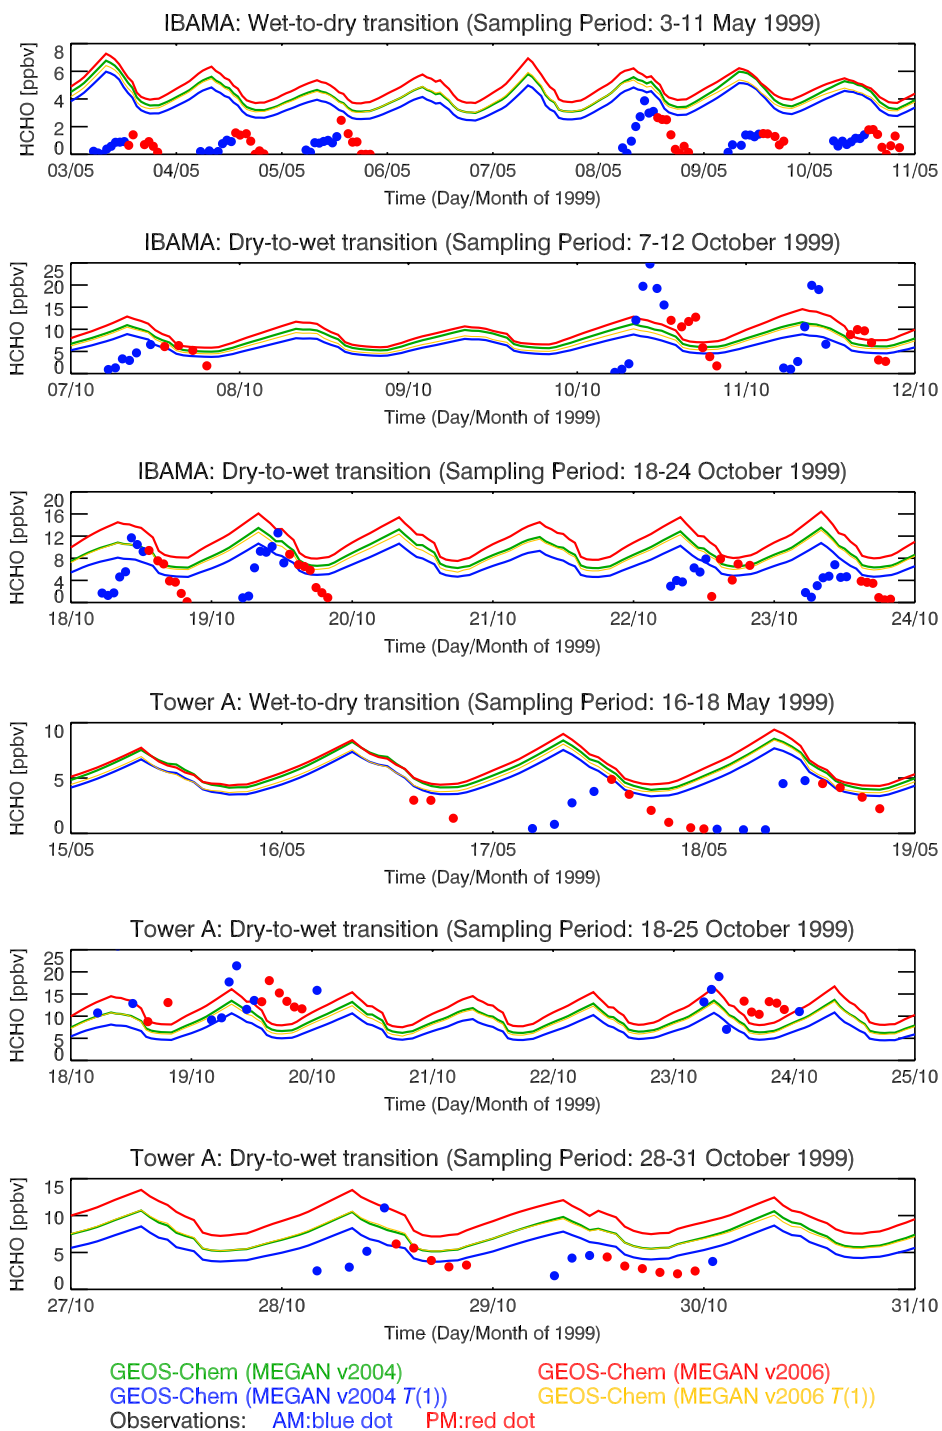 IBAMA: Wet-to-dry transition (Sampling Period: 3-11 May 1999)
HCHO [ppbv]
8
6
4
2
0
03/05 04/05 05/05 06/05 07/05 08/05 09/05 10/05 11/05
Time (Day/Month of 1999)
IBAMA: Dry-to-wet transition (Sampling Period: 7-12 October 1999)
HCHO [ppbv]
25
20
15
10
5
0
07/10 08/10 09/10 10/10 11/10 12/10
Time (Day/Month of 1999)
IBAMA: Dry-to-wet transition (Sampling Period: 18-24 October 1999)
HCHO [ppbv]
20
16
12
8
4
0
18/10 19/10 20/10 21/10 22/10 23/10 24/10
Time (Day/Month of 1999)
Tower A: Wet-to-dry transition (Sampling Period: 16-18 May 1999)
HCHO [ppbv]
10
5
0
15/05 16/05 17/05 18/05 19/05
Time (Day/Month of 1999)
Tower A: Dry-to-wet transition (Sampling Period: 18-25 October 1999)
HCHO [ppbv]
25
20
15
10
5
0
18/10 19/10 20/10 21/10 22/10 23/10 24/10 25/10
Time (Day/Month of 1999)
Tower A: Dry-to-wet transition (Sampling Period: 28-31 October 1999)
HCHO [ppbv]
15
10
5
0
27/10 28/10 29/10 30/10 31/10
Time (Day/Month of 1999)
GEOS-Chem (MEGAN v2004) GEOS-Chem (MEGAN v2006)
GEOS-Chem (MEGAN v2004 T(1)) GEOS-Chem (MEGAN v2006 T(1))
Observations: AM:blue dot PM:red dot